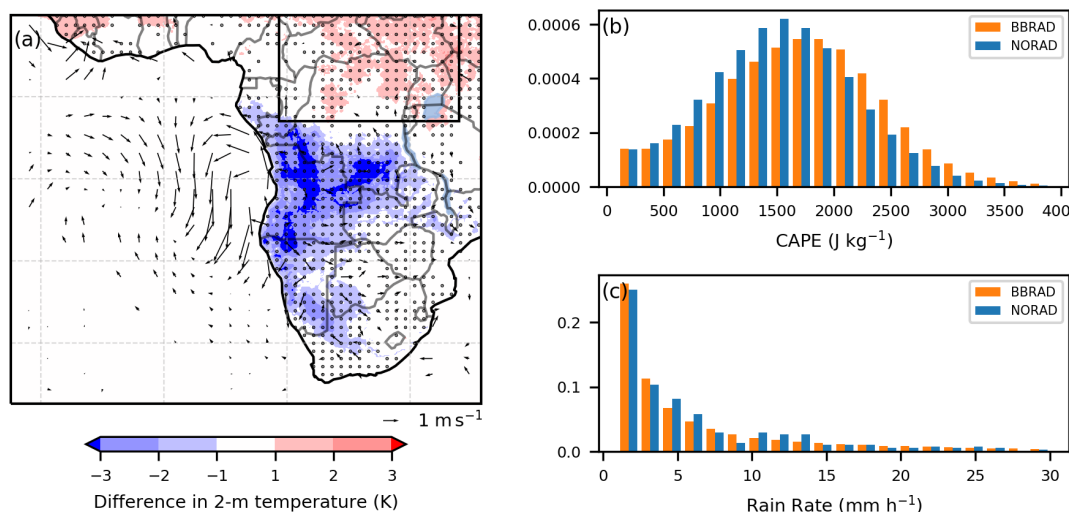 (a)
1 m s⁻¹
−3 −2 −1 1 2 3
Difference in 2-m temperature (K)
(b)
BBRAD
NORAD
0.0006
0.0004
0.0002
0.0000
0 500 1000 1500 2000 2500 3000 3500 400
CAPE (J kg⁻¹)
(c)
BBRAD
NORAD
0.2
0.1
0.0
0 5 10 15 20 25 30
Rain Rate (mm h⁻¹)